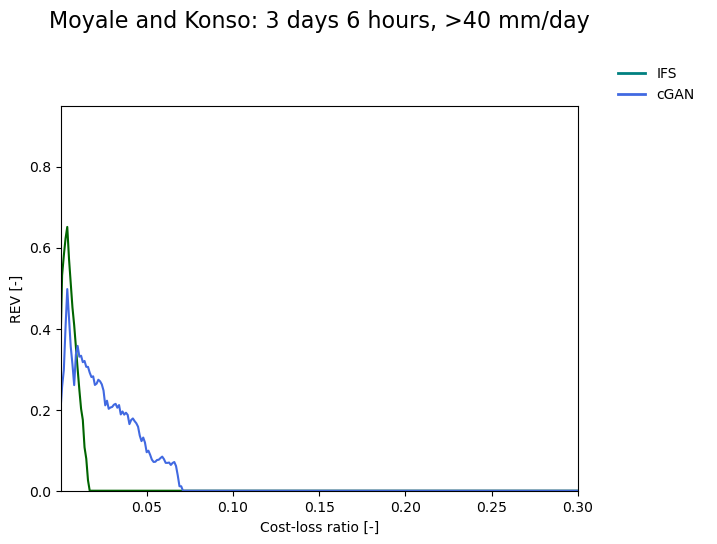 Moyale and Konso: 3 days 6 hours, >40 mm/day
IFS
cGAN
0.8
0.6
0.4
0.2
0.0
REV [-]
0.05 0.10 0.15 0.20 0.25 0.30
Cost-loss ratio [-]